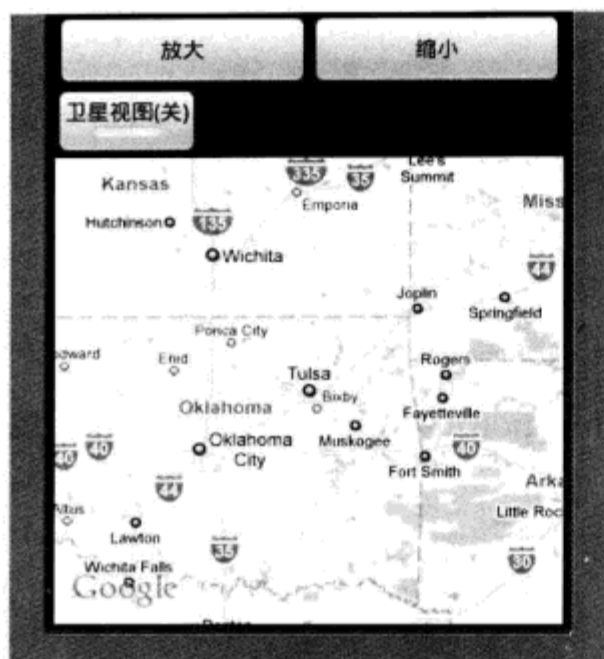 放大
缩小
卫星视图(关)
Lee's
Summit
Kansas
335
35
Emporia
Miss
Hutchinson
135
Wichita
44
Joplin
Springfield
Ponca City
odward
Enid
Rogers
Tulsa
Bixby
Oklahoma
Fayetteville
Muskogee
Oklahoma
City
40
40
40
Fort Smith
44
Arka
Altus
Little Roc
Lawton
35
30
Wichita Falls
Google